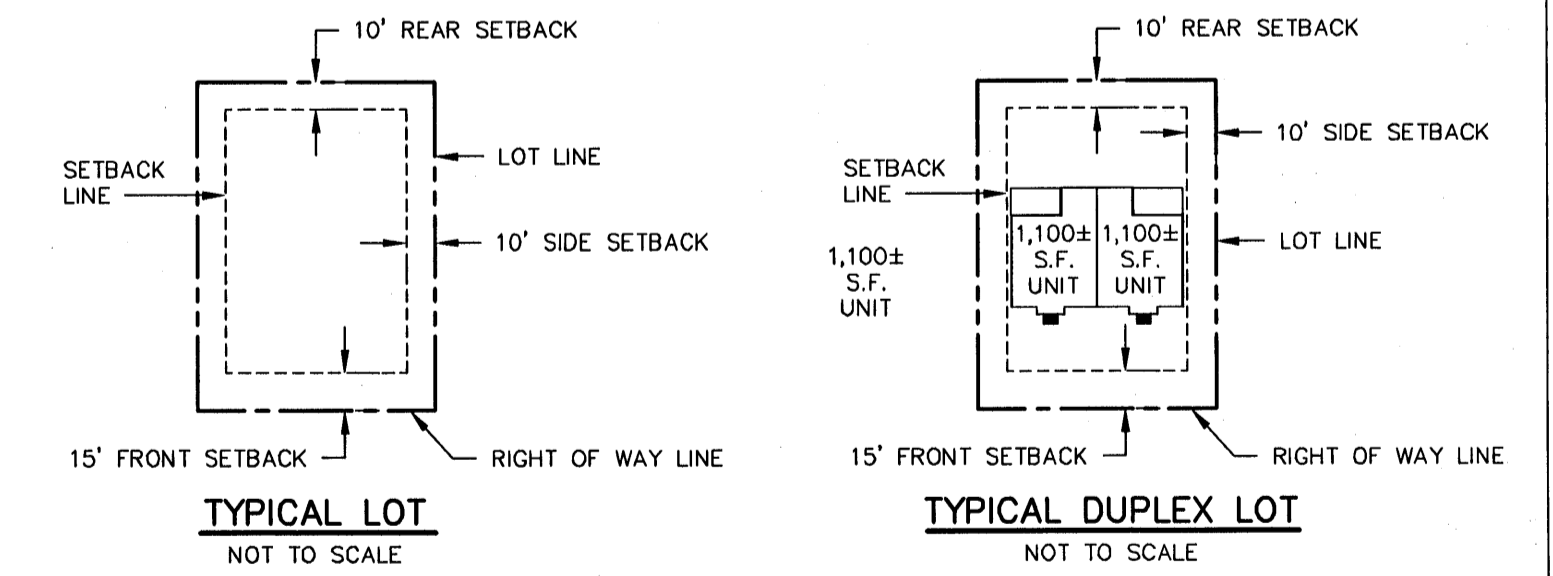 10' REAR SETBACK
SETBACK
LINE
LOT LINE
10' SIDE SETBACK
15' FRONT SETBACK
RIGHT OF WAY LINE
TYPICAL LOT
NOT TO SCALE
10' REAR SETBACK
10' SIDE SETBACK
SETBACK
LINE
1,100±
S.F.
UNIT
1,100±
S.F.
UNIT
1,100±
S.F.
UNIT
LOT LINE
15' FRONT SETBACK
RIGHT OF WAY LINE
TYPICAL DUPLEX LOT
NOT TO SCALE